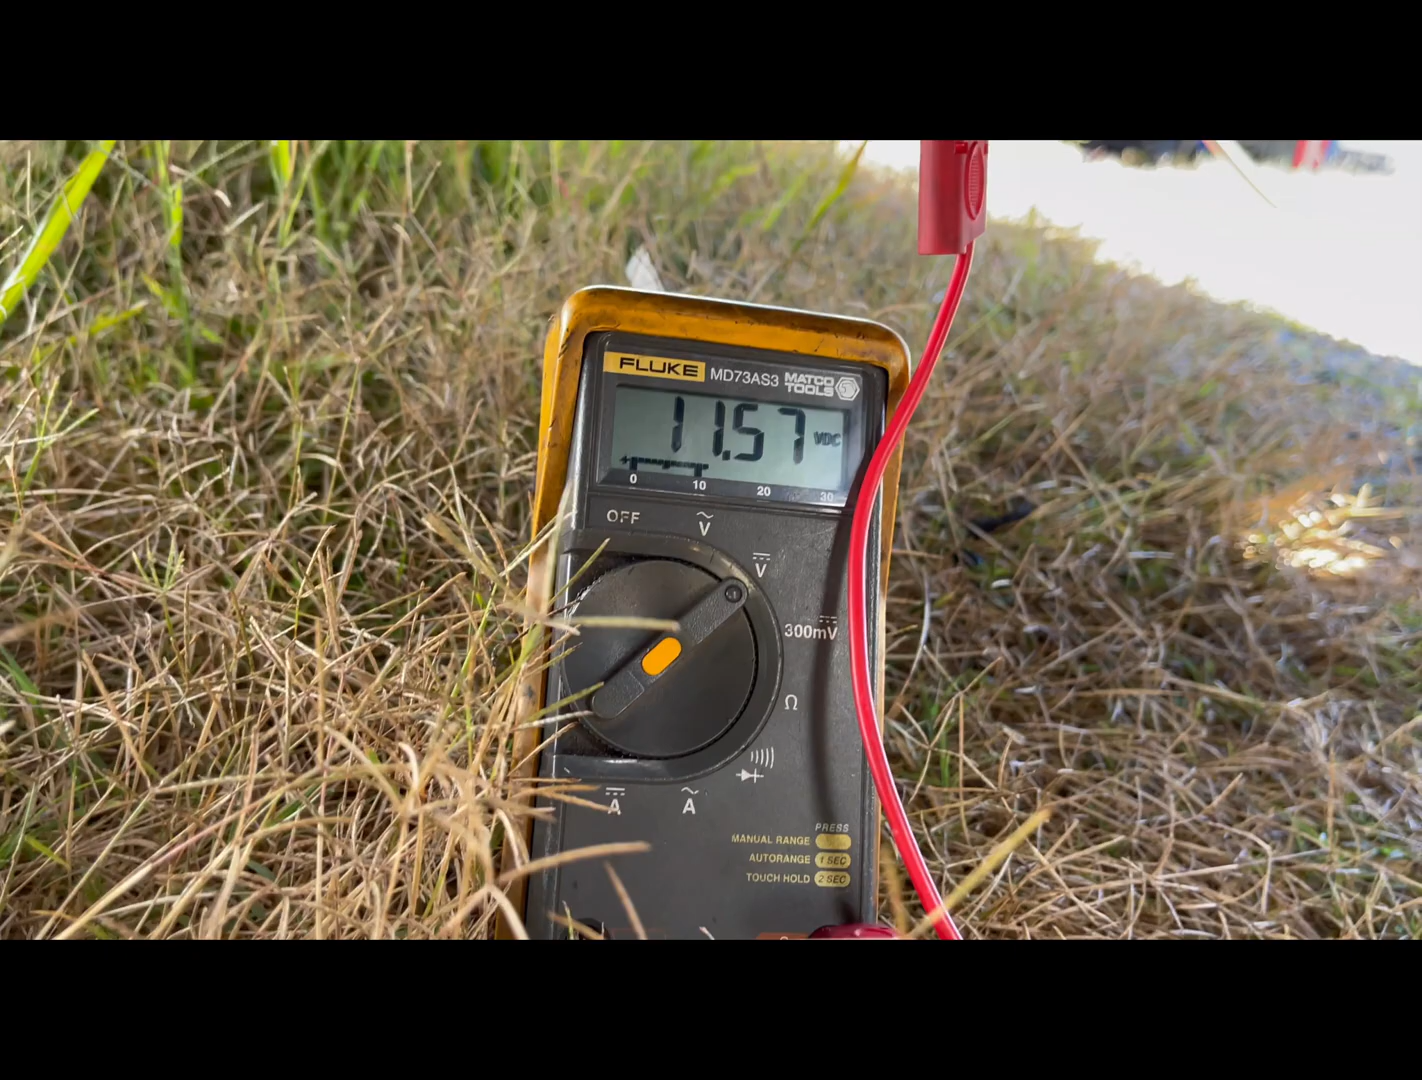 FLUKE MD73AS3 MATCO TOOLS
11.57 VDC
0 10 20 30
OFF
V
V
300mV
Ω
A
A
PRESS
MANUAL RANGE
AUTORANGE 1 SEC
TOUCH HOLD 2 SEC